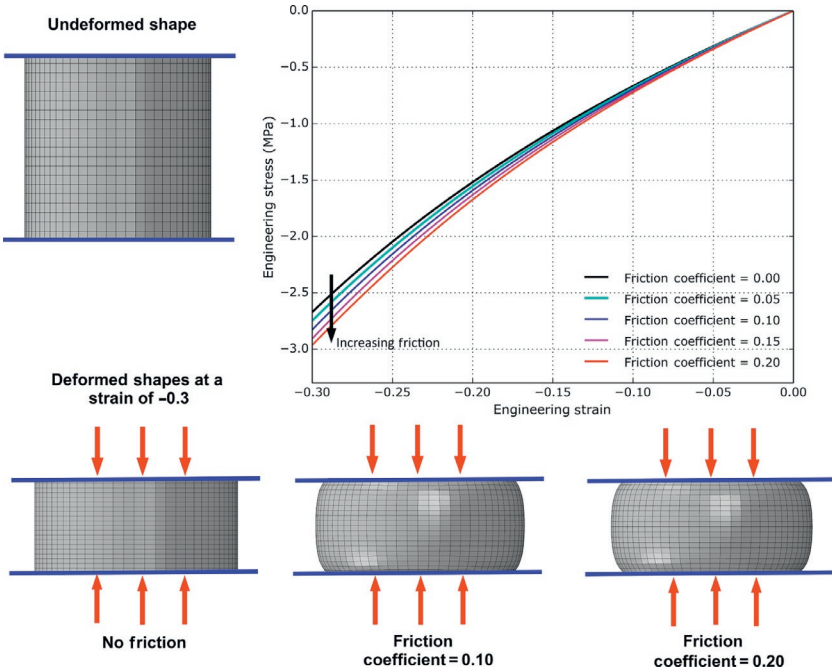 Undeformed shape
0.0
−0.5
−1.0
−1.5
−2.0
−2.5
−3.0
Engineering stress (MPa)
Friction coefficient = 0.00
Friction coefficient = 0.05
Friction coefficient = 0.10
Friction coefficient = 0.15
Friction coefficient = 0.20
Increasing friction
−0.30 −0.25 −0.20 −0.15 −0.10 −0.05 0.00
Engineering strain
Deformed shapes at a
strain of −0.3
No friction
Friction
coefficient = 0.10
Friction
coefficient = 0.20